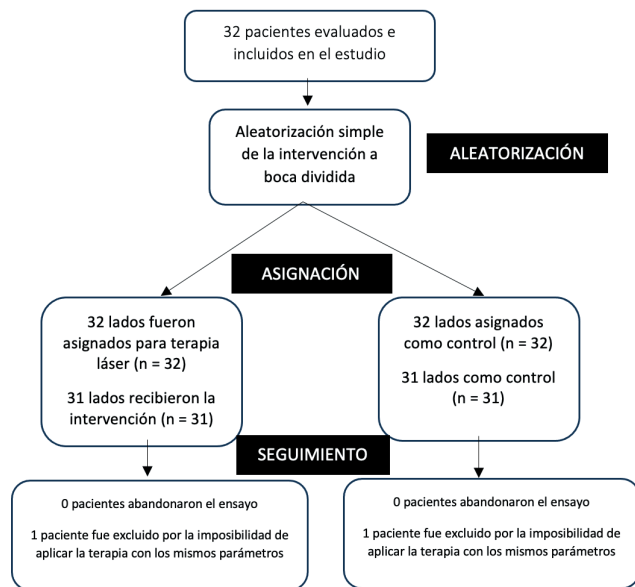 32 pacientes evaluados e
incluidos en el estudio
Aleatorización simple
de la intervención a
boca dividida
ALEATORIZACIÓN
ASIGNACIÓN
32 lados fueron
asignados para terapia
láser (n = 32)
31 lados recibieron la
intervención (n = 31)
32 lados asignados
como control (n = 32)
31 lados como control
(n = 31)
SEGUIMIENTO
0 pacientes abandonaron el ensayo
1 paciente fue excluido por la imposibilidad de
aplicar la terapia con los mismos parámetros
0 pacientes abandonaron el ensayo
1 paciente fue excluido por la imposibilidad de
aplicar la terapia con los mismos parámetros